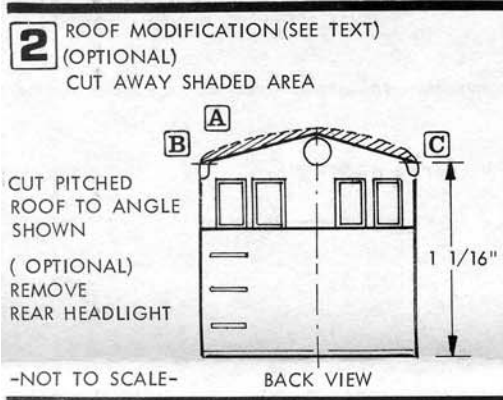 2
ROOF MODIFICATION (SEE TEXT)
(OPTIONAL)
CUT AWAY SHADED AREA
A
B
C
CUT PITCHED
ROOF TO ANGLE
SHOWN
( OPTIONAL)
REMOVE
REAR HEADLIGHT
1 1/16"
-NOT TO SCALE-
BACK VIEW